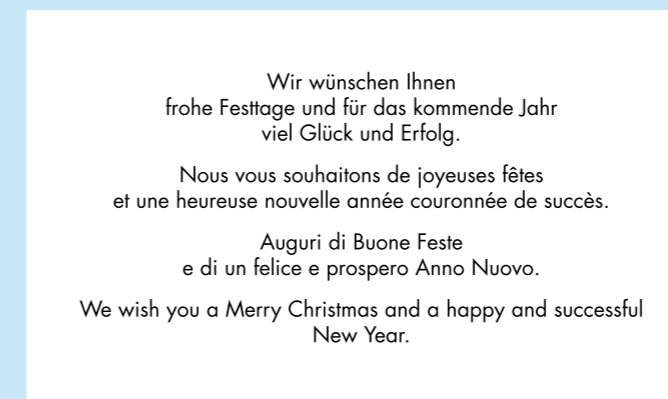 Wir wünschen Ihnen
frohe Festtage und für das kommende Jahr
viel Glück und Erfolg.
Nous vous souhaitons de joyeuses fêtes
et une heureuse nouvelle année couronnée de succès.
Auguri di Buone Feste
e di un felice e prospero Anno Nuovo.
We wish you a Merry Christmas and a happy and successful
New Year.